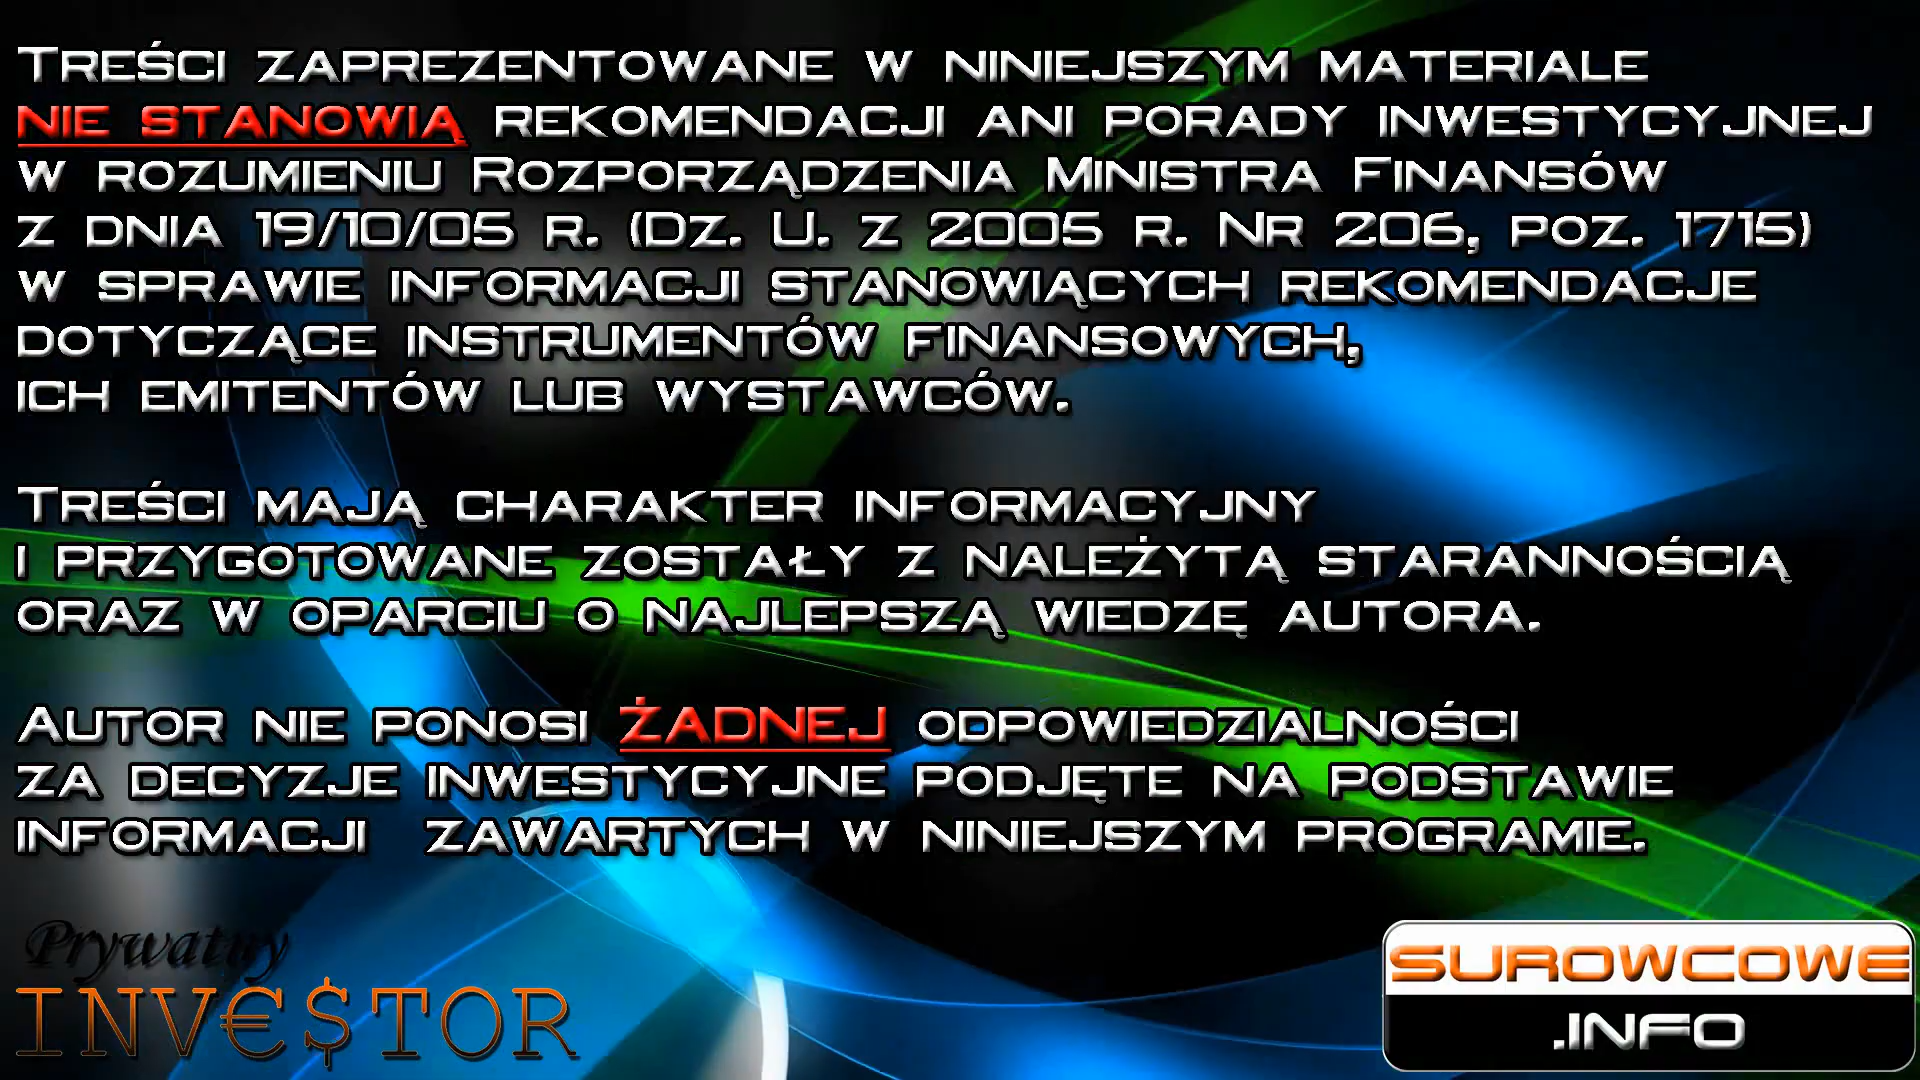 Treści zaprezentowane w niniejszym materiale
nie stanowią rekomendacji ani porady inwestycyjnej
w rozumieniu Rozporządzenia Ministra Finansów
z dnia 19/10/05 r. (Dz. U. z 2005 r. Nr 206, poz. 1715)
w sprawie informacji stanowiących rekomendacje
dotyczące instrumentów finansowych,
ich emitentów lub wystawców.
Treści mają charakter informacyjny
i przygotowane zostały z należytą starannością
oraz w oparciu o najlepszą wiedzę autora.
Autor nie ponosi ŻADNEJ odpowiedzialności
za decyzje inwestycyjne podjęte na podstawie
informacji zawartych w niniejszym programie.
Prywatny
INV€$TOR
SUROWCOWE
.INFO